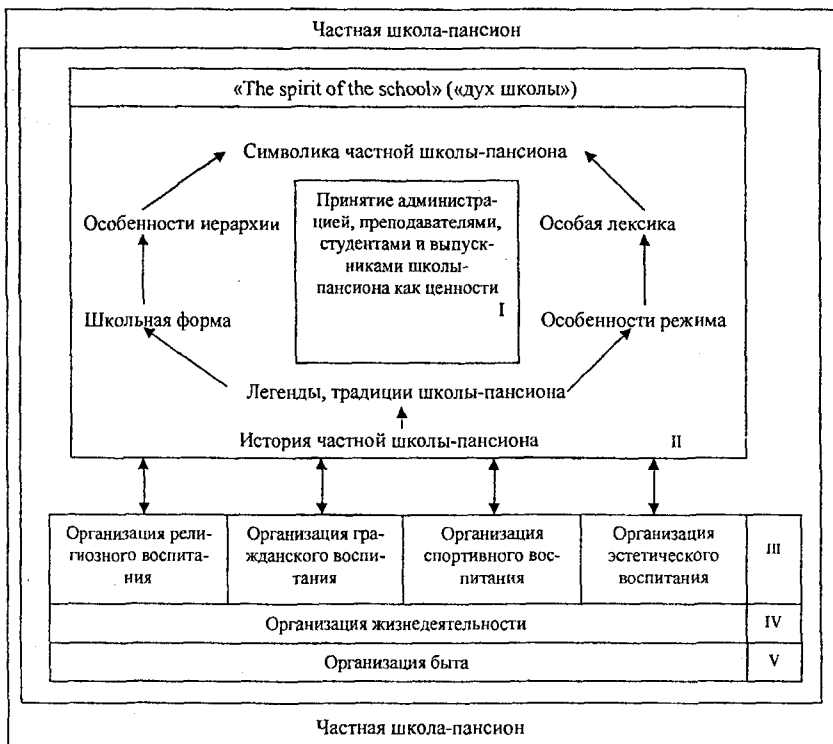 Частная школа-пансион
«The spirit of the school» («дух школы»)
Символика частной школы-пансиона
Особенности иерархии
Принятие администра-
цией, преподавателями,
студентами и выпуск-
никами школы-
пансиона как ценности
I
Особая лексика
Школьная форма
Особенности режима
Легенды, традиции школы-пансиона
История частной школы-пансиона
II
Организация рели-
гиозного воспита-
ния
Организация гра-
жданского воспи-
тания
Организация
спортивного вос-
питания
Организация
эстетического
воспитания
III
Организация жизнедеятельности
IV
Организация быта
V
Частная школа-пансион